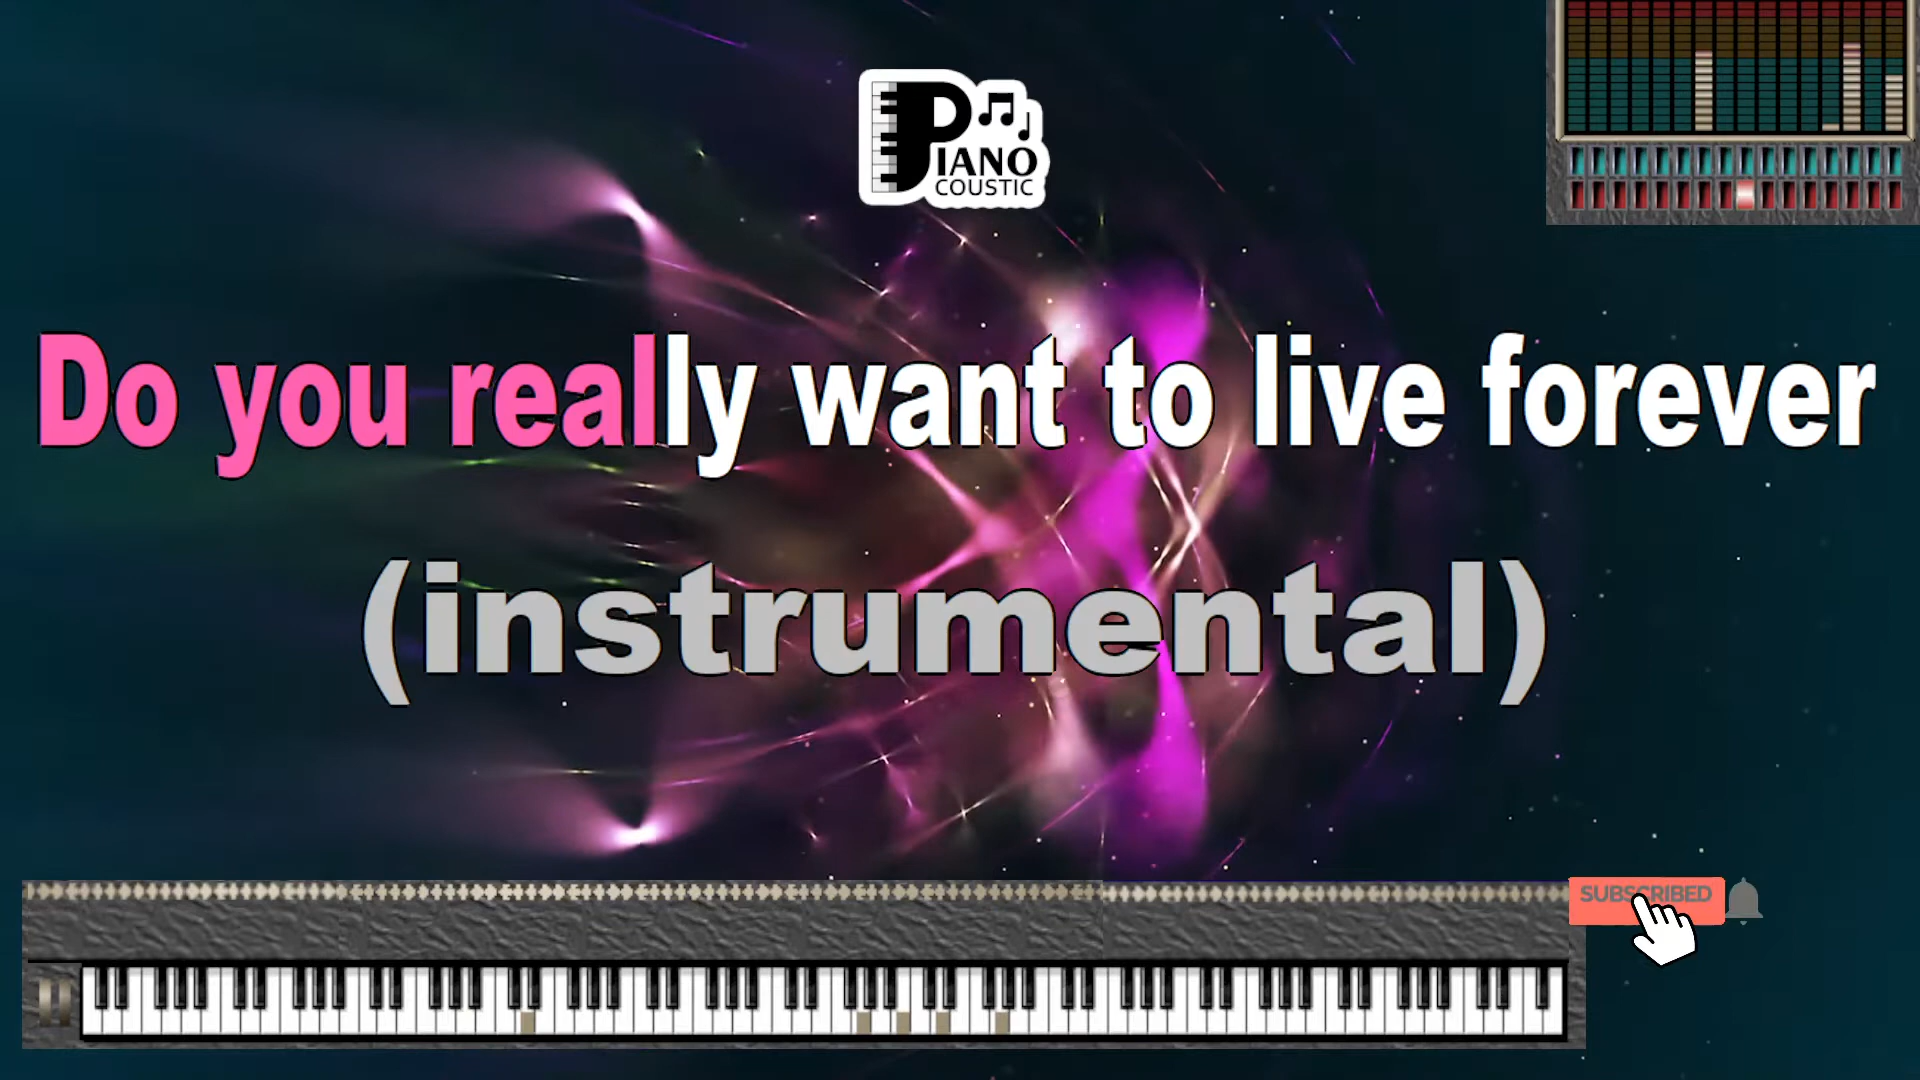 PIANO
COUSTIC
Do you really want to live forever
(instrumental)
SUBSCRIBED